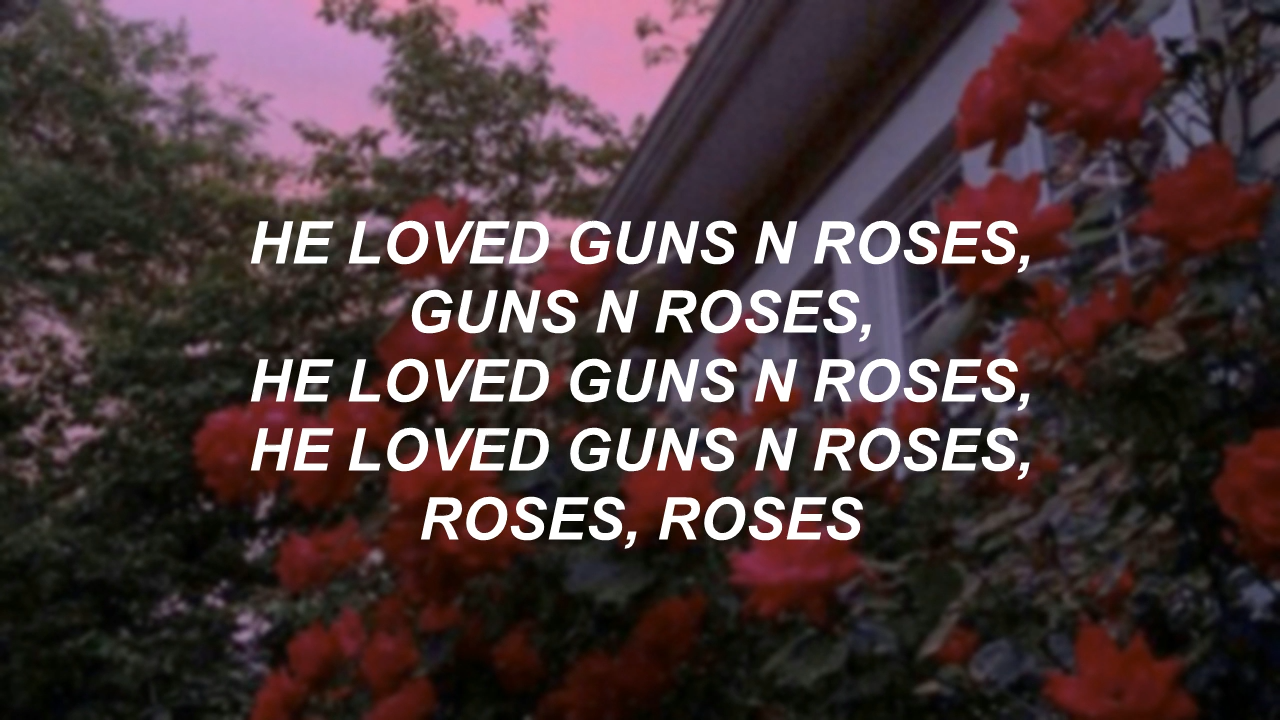 HE LOVED GUNS N ROSES,
GUNS N ROSES,
HE LOVED GUNS N ROSES,
HE LOVED GUNS N ROSES,
ROSES, ROSES